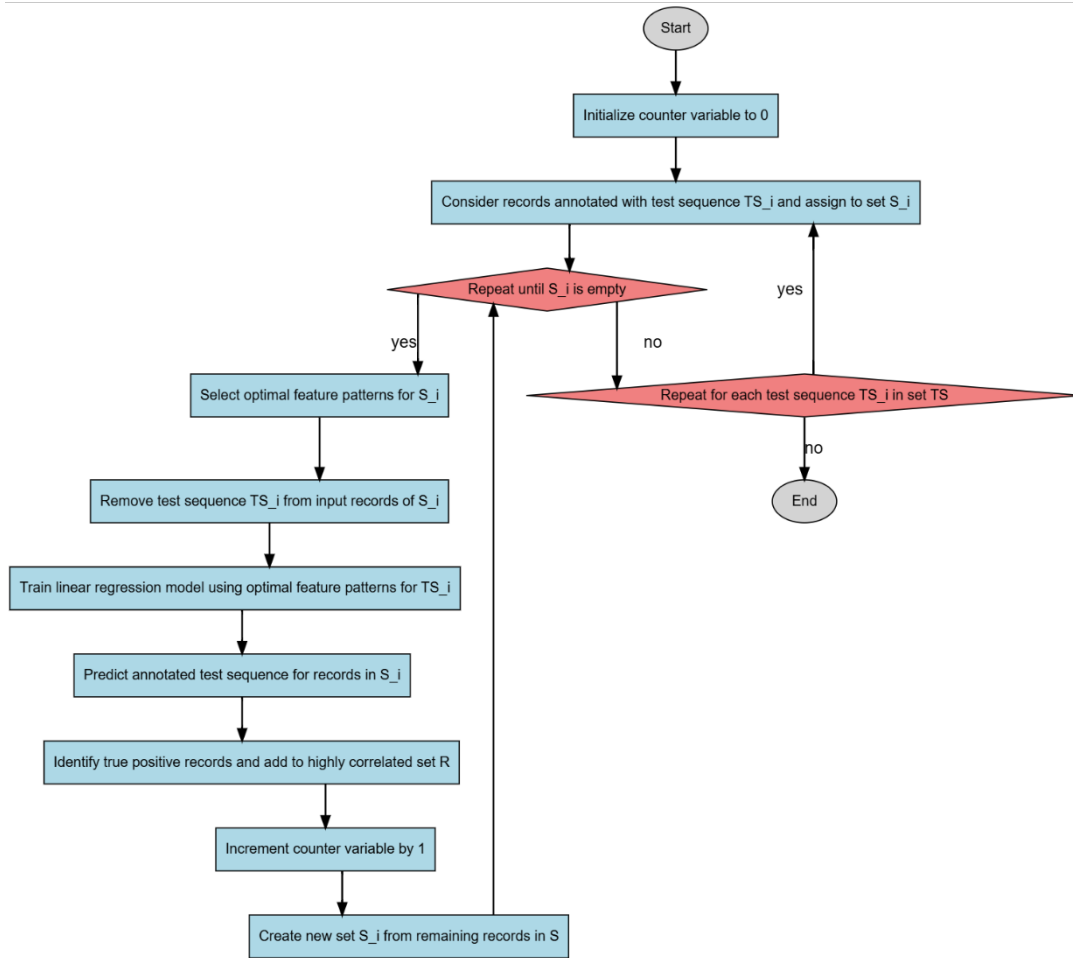 Start
Initialize counter variable to 0
Consider records annotated with test sequence TS_i and assign to set S_i
Repeat until S_i is empty
yes
yes
no
Select optimal feature patterns for S_i
Repeat for each test sequence TS_i in set TS
no
Remove test sequence TS_i from input records of S_i
End
Train linear regression model using optimal feature patterns for TS_i
Predict annotated test sequence for records in S_i
Identify true positive records and add to highly correlated set R
Increment counter variable by 1
Create new set S_i from remaining records in S